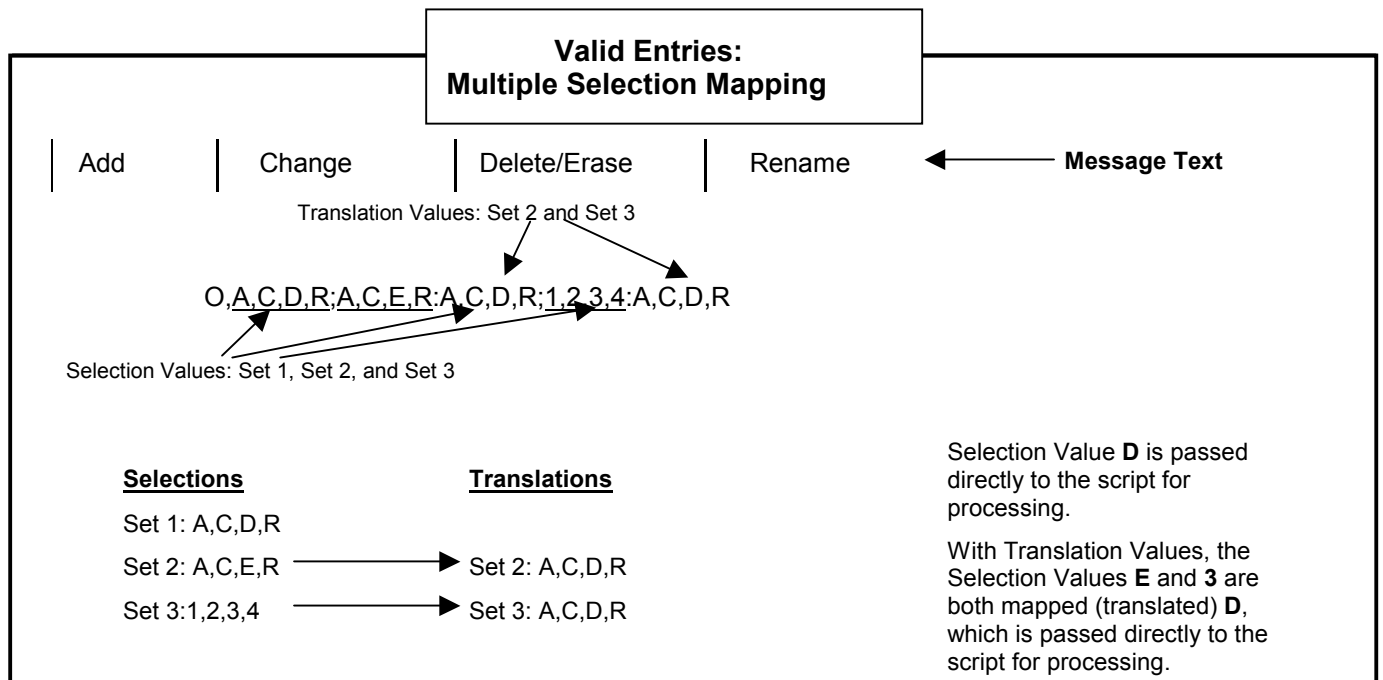 Valid Entries:
Multiple Selection Mapping
Add Change Delete/Erase Rename Message Text
Translation Values: Set 2 and Set 3
O,A,C,D,R;A,C,E,R:A,C,D,R;1,2,3,4:A,C,D,R
Selection Values: Set 1, Set 2, and Set 3
Selections Translations
Set 1: A,C,D,R
Set 2: A,C,E,R Set 2: A,C,D,R
Set 3:1,2,3,4 Set 3: A,C,D,R
Selection Value D is passed
directly to the script for
processing.
With Translation Values, the
Selection Values E and 3 are
both mapped (translated) D,
which is passed directly to the
script for processing.